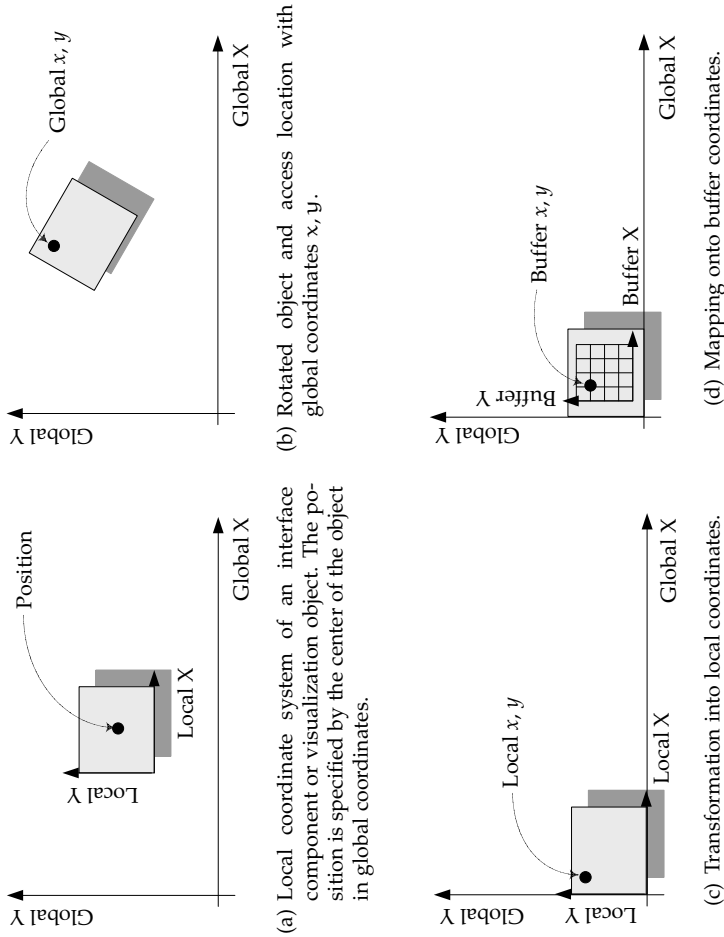 Global Y
Position
Local Y
Local X
Global X
(a) Local coordinate system of an interface
component or visualization object. The po-
sition is specified by the center of the object
in global coordinates.
Global Y
Global x, y
Global X
(b) Rotated object and access location with
global coordinates x, y.
Global Y
Local x, y
Local Y
Local X
Global X
(c) Transformation into local coordinates.
Global Y
Buffer x, y
Buffer Y
Buffer X
Global X
(d) Mapping onto buffer coordinates.